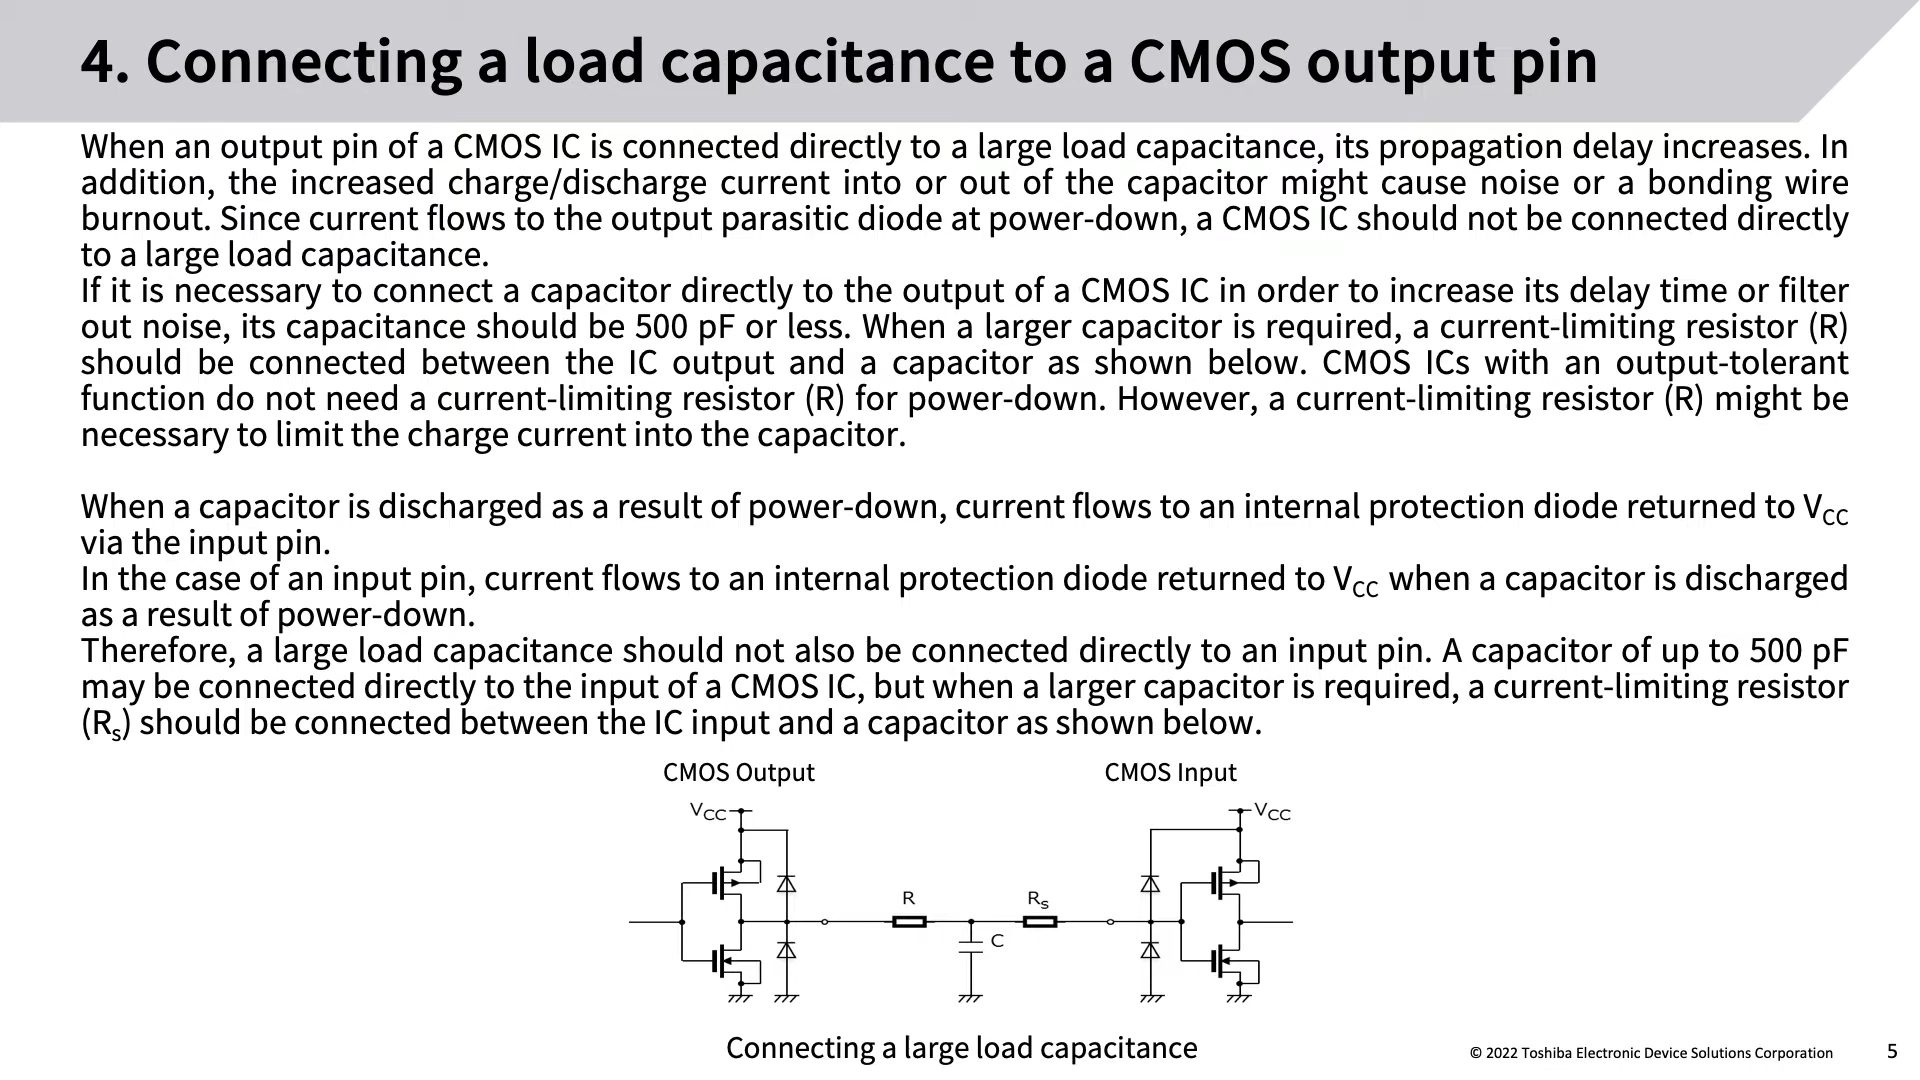 4. Connecting a load capacitance to a CMOS output pin
When an output pin of a CMOS IC is connected directly to a large load capacitance, its propagation delay increases. In
addition, the increased charge/discharge current into or out of the capacitor might cause noise or a bonding wire
burnout. Since current flows to the output parasitic diode at power-down, a CMOS IC should not be connected directly
to a large load capacitance.
If it is necessary to connect a capacitor directly to the output of a CMOS IC in order to increase its delay time or filter
out noise, its capacitance should be 500 pF or less. When a larger capacitor is required, a current-limiting resistor (R)
should be connected between the IC output and a capacitor as shown below. CMOS ICs with an output-tolerant
function do not need a current-limiting resistor (R) for power-down. However, a current-limiting resistor (R) might be
necessary to limit the charge current into the capacitor.
When a capacitor is discharged as a result of power-down, current flows to an internal protection diode returned to VCC
via the input pin.
In the case of an input pin, current flows to an internal protection diode returned to VCC when a capacitor is discharged
as a result of power-down.
Therefore, a large load capacitance should not also be connected directly to an input pin. A capacitor of up to 500 pF
may be connected directly to the input of a CMOS IC, but when a larger capacitor is required, a current-limiting resistor
(Rs) should be connected between the IC input and a capacitor as shown below.
CMOS Output
CMOS Input
VCC
VCC
R
Rs
C
Connecting a large load capacitance
© 2022 Toshiba Electronic Device Solutions Corporation
5